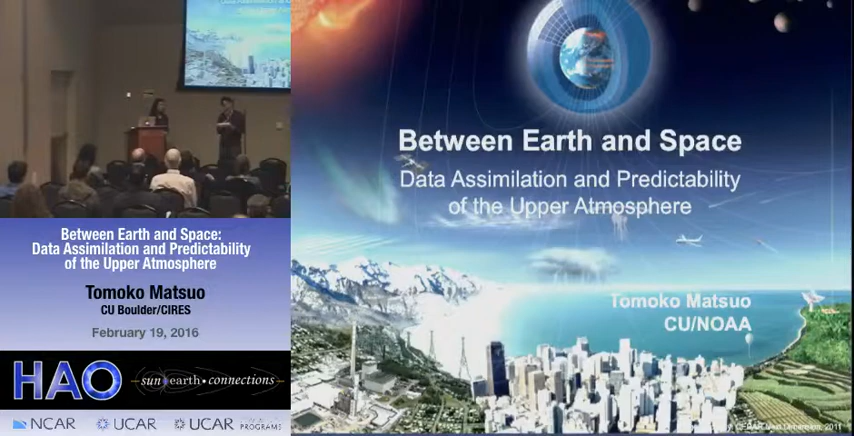 Between Earth and Space:
Data Assimilation and Predictability
of the Upper Atmosphere
Tomoko Matsuo
CU Boulder/CIRES
February 19, 2016
HAO
sun earth • connections
NCAR
UCAR
UCAR
PROGRAMS
Between Earth and Space
Data Assimilation and Predictability
of the Upper Atmosphere
Tomoko Matsuo
CU/NOAA
2011